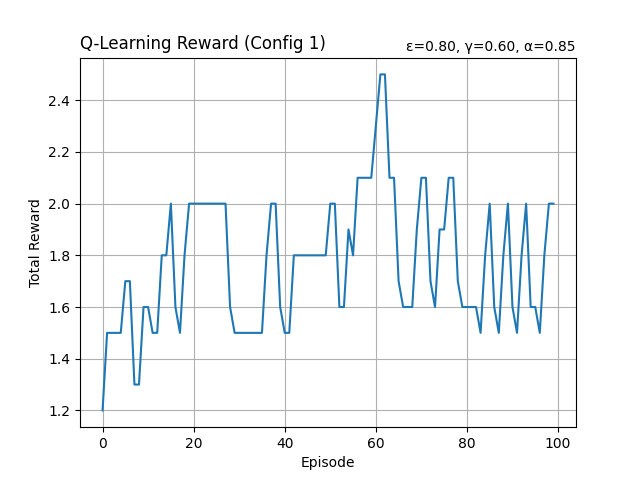 Q-Learning Reward (Config 1)
ε=0.80, γ=0.60, α=0.85
2.4
2.2
2.0
1.8
1.6
1.4
1.2
Total Reward
0 20 40 60 80 100
Episode